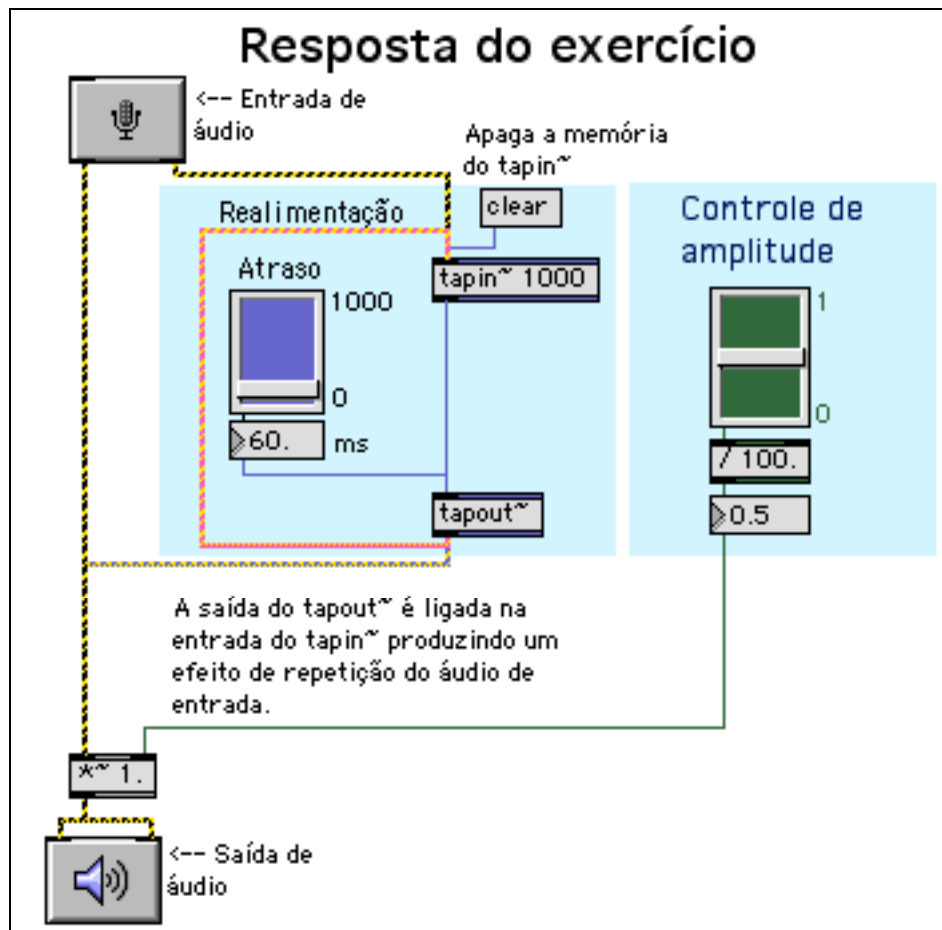 Resposta do exercício
<-- Entrada de
áudio
Apaga a memória
do tapin~
clear
Realimentação
tapin~ 1000
Atraso
1000
0
60.
ms
tapout~
Controle de
amplitude
1
0
/ 100.
0.5
A saída do tapout~ é ligada na
entrada do tapin~ produzindo um
efeito de repetição do áudio de
entrada.
*~ 1.
<-- Saída de
áudio